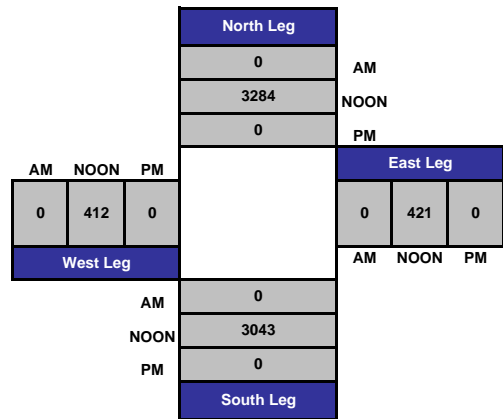 North Leg
0 AM
3284 NOON
0 PM
East Leg
AM NOON PM
0 412 0
0 421 0
West Leg
AM NOON PM
AM 0
NOON 3043
PM 0
South Leg